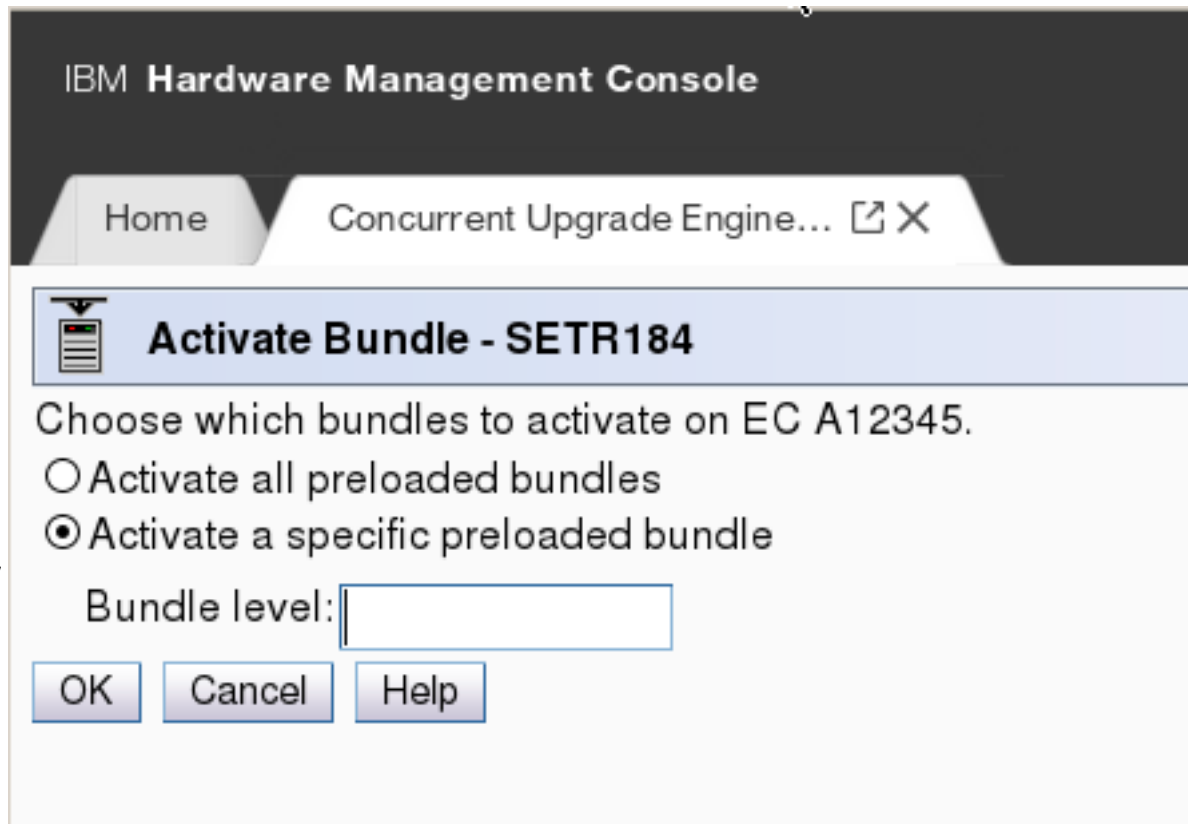 IBM Hardware Management Console
Home
Concurrent Upgrade Engine...
Activate Bundle - SETR184
Choose which bundles to activate on EC A12345.
Activate all preloaded bundles
Activate a specific preloaded bundle
Bundle level:
OK Cancel Help